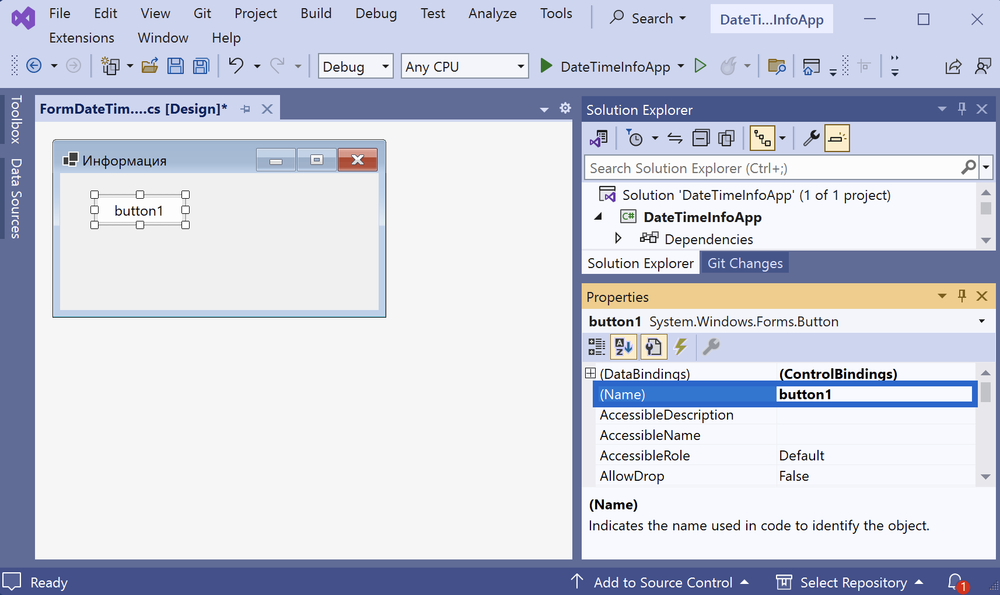 File Edit View Git Project Build Debug Test Analyze Tools Search DateTi...InfoApp
Extensions Window Help
Debug Any CPU DateTimeInfoApp
Toolbox
Data Sources
FormDateTim....cs [Design]*
Информация
button1
Solution Explorer
Search Solution Explorer (Ctrl+;)
Solution 'DateTimeInfoApp' (1 of 1 project)
C# DateTimeInfoApp
Dependencies
Solution Explorer Git Changes
Properties
button1 System.Windows.Forms.Button
(DataBindings) (ControlBindings)
(Name) button1
AccessibleDescription
AccessibleName
AccessibleRole Default
AllowDrop False
(Name)
Indicates the name used in code to identify the object.
Ready Add to Source Control Select Repository 1